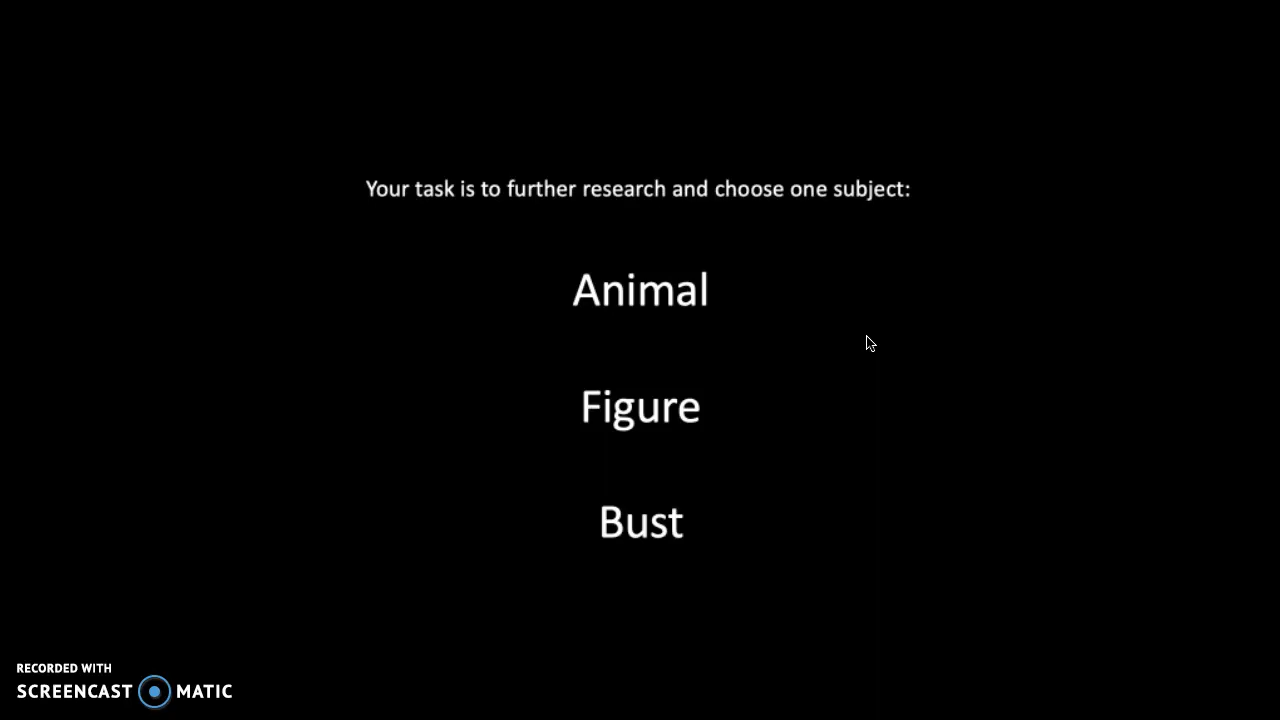 Your task is to further research and choose one subject:
Animal
Figure
Bust
RECORDED WITH
SCREENCAST MATIC